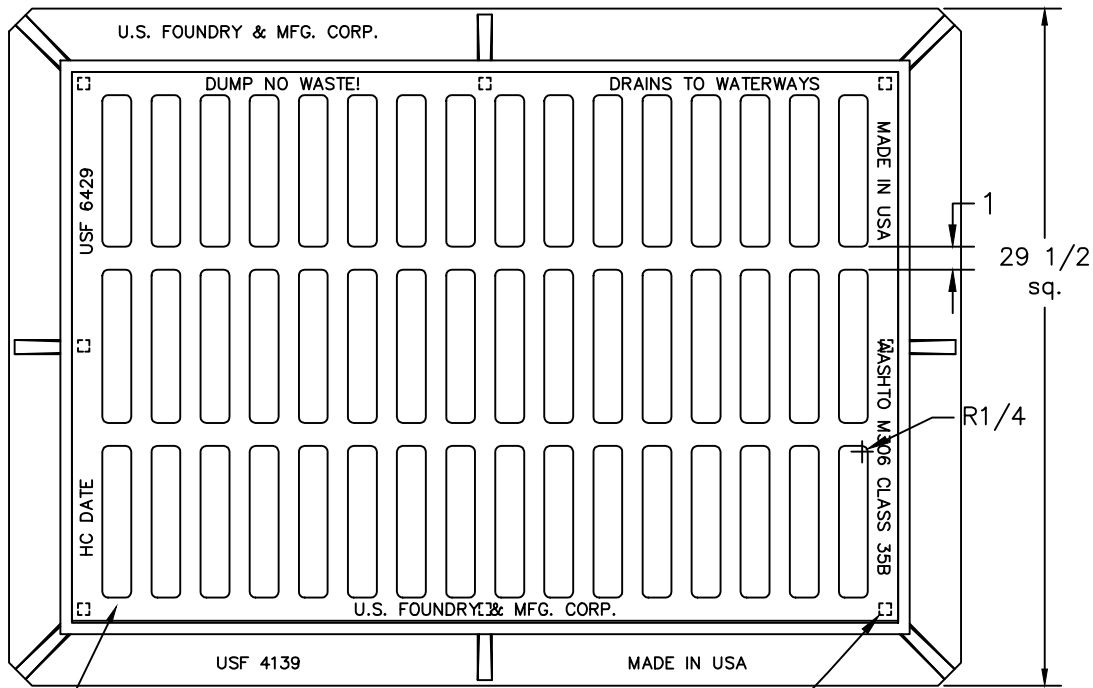 U.S. FOUNDRY & MFG. CORP.
DUMP NO WASTE!
DRAINS TO WATERWAYS
USF 6429
MADE IN USA
1
29 1/2
sq.
AASHTO M306 CLASS 35B
R1/4
HC DATE
U.S. FOUNDRY & MFG. CORP.
USF 4139
MADE IN USA